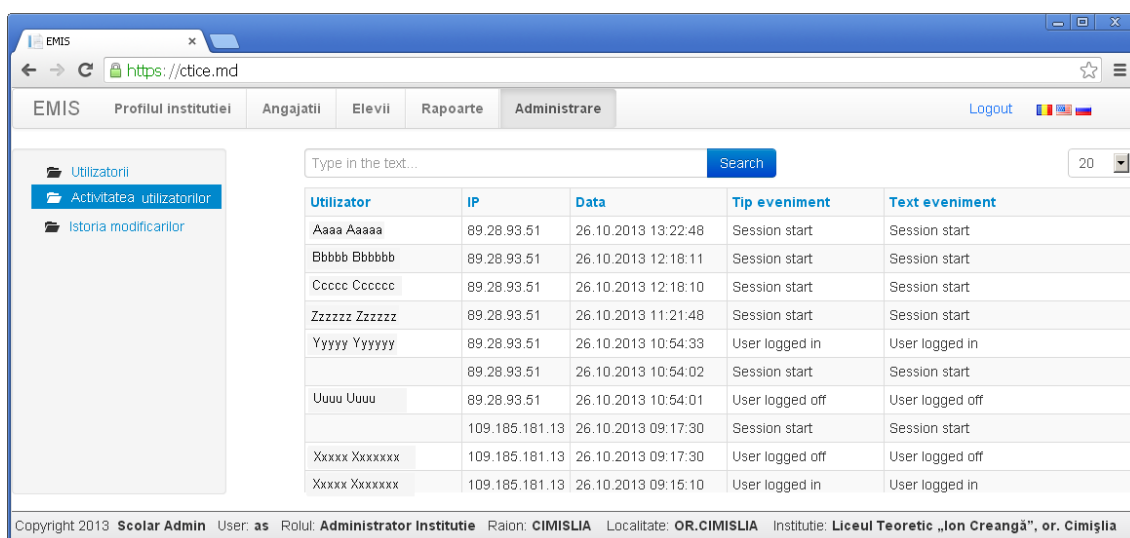 EMIS
https://ctice.md
EMIS Profilul institutiei Angajatii Elevii Rapoarte Administrare Logout
Type in the text... Search 20
Utilizatorii
Activitatea utilizatorilor
Istoria modificarilor
Utilizator IP Data Tip eveniment Text eveniment
Aaaa Aaaaa 89.28.93.51 26.10.2013 13:22:48 Session start Session start
Bbbbb Bbbbbb 89.28.93.51 26.10.2013 12:18:11 Session start Session start
Ccccc Cccccc 89.28.93.51 26.10.2013 12:18:10 Session start Session start
Zzzzzz Zzzzzz 89.28.93.51 26.10.2013 11:21:48 Session start Session start
Yyyyy Yyyyyy 89.28.93.51 26.10.2013 10:54:33 User logged in User logged in
89.28.93.51 26.10.2013 10:54:02 Session start Session start
Uuuu Uuuu 89.28.93.51 26.10.2013 10:54:01 User logged off User logged off
109.185.181.13 26.10.2013 09:17:30 Session start Session start
Xxxxx Xxxxxxx 109.185.181.13 26.10.2013 09:17:30 User logged off User logged off
Xxxxx Xxxxxxx 109.185.181.13 26.10.2013 09:15:10 User logged in User logged in
Copyright 2013 Scolar Admin User: as Rolul: Administrator Institutie Raion: CIMISLIA Localitate: OR.CIMISLIA Institutie: Liceul Teoretic „Ion Creangă”, or. Cimişlia